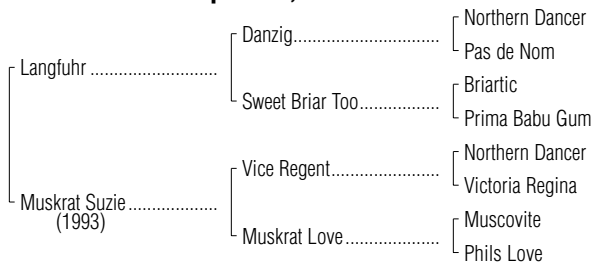 Northern Dancer
Danzig
Pas de Nom
Langfuhr
Briartic
Sweet Briar Too
Prima Babu Gum
Northern Dancer
Vice Regent
Victoria Regina
Muskrat Suzie
(1993)
Muscovite
Muskrat Love
Phils Love